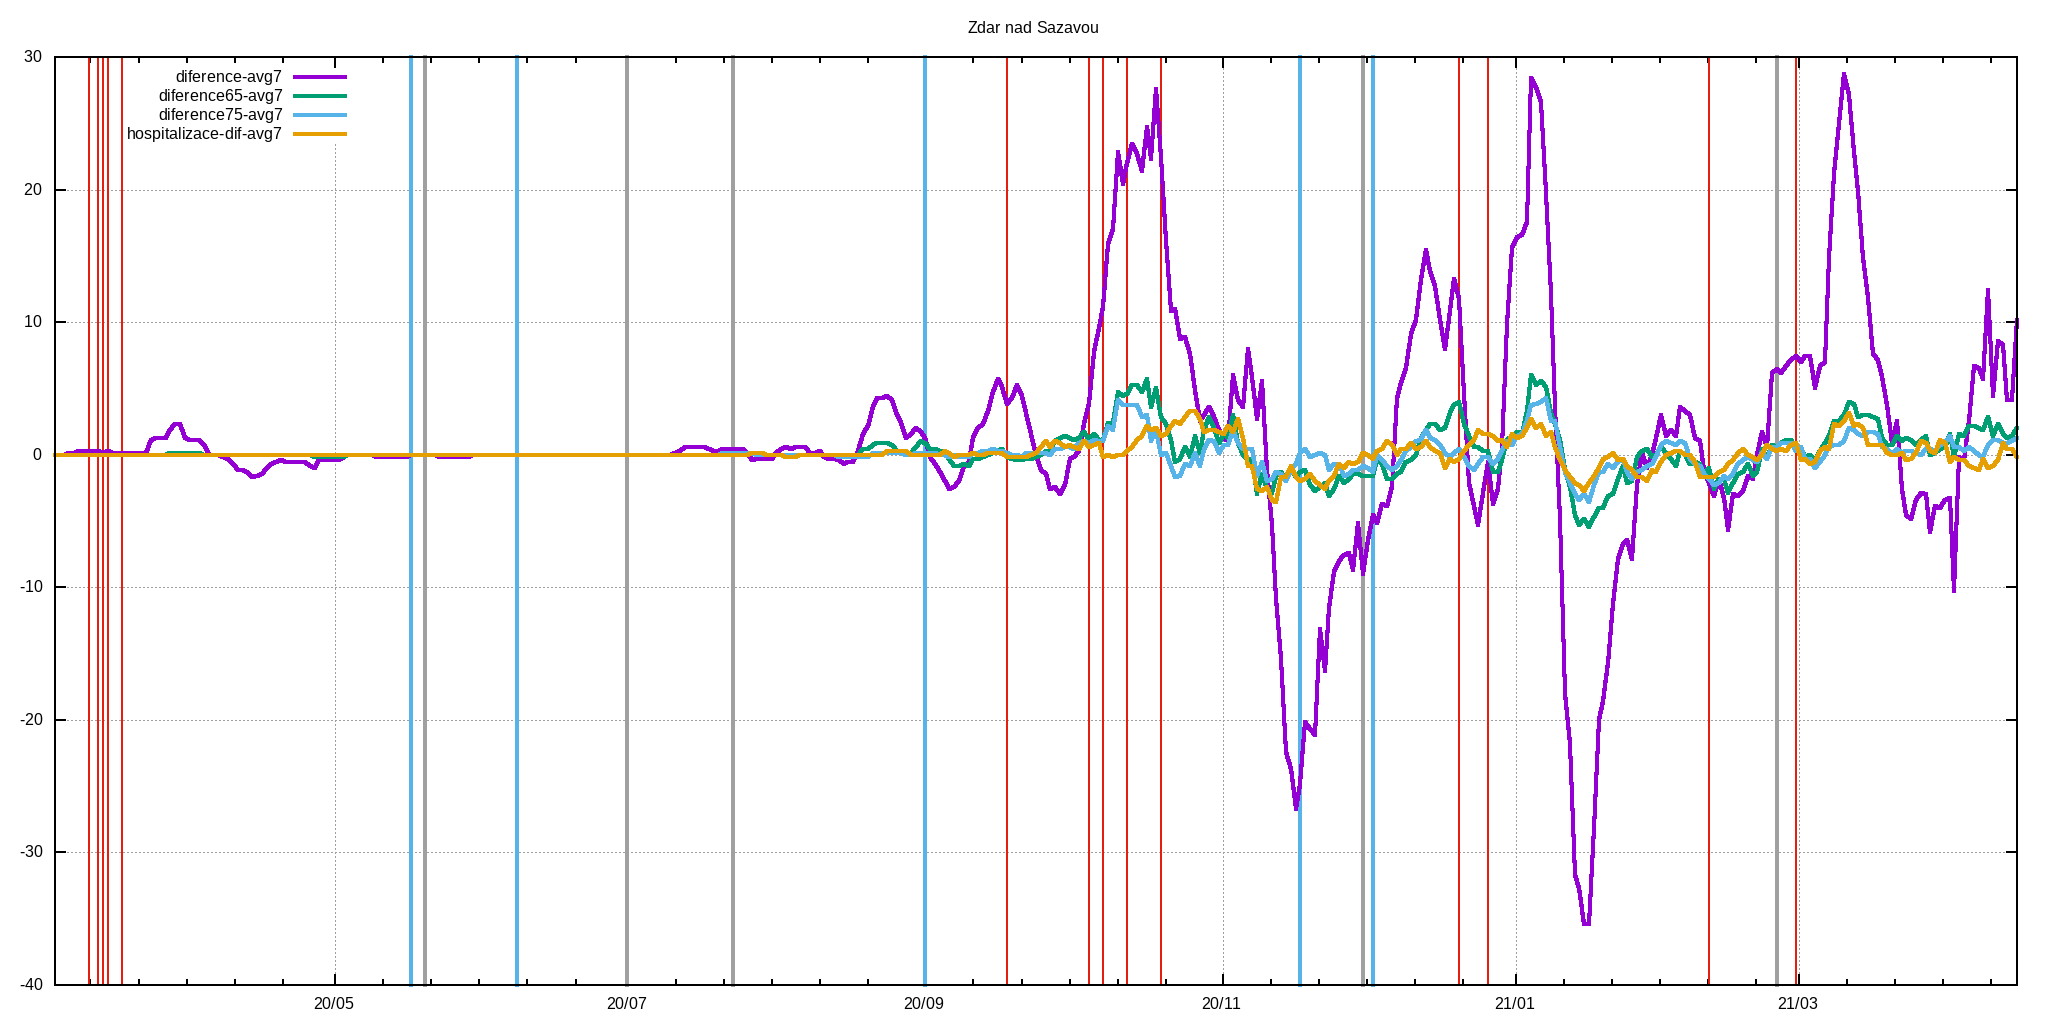 Zdar nad Sazavou
30
20
10
0
-10
-20
-30
-40
diference-avg7
diference65-avg7
diference75-avg7
hospitalizace-dif-avg7
20/05
20/07
20/09
20/11
21/01
21/03